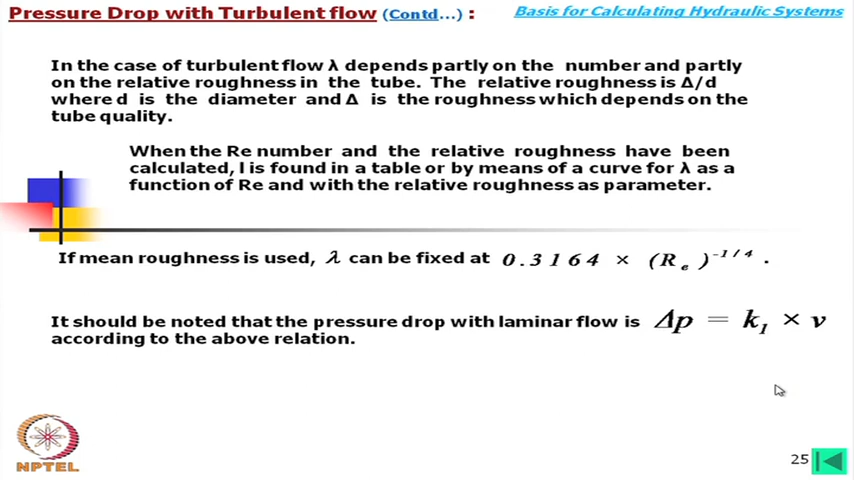 Pressure Drop with Turbulent flow (Contd...) :
Basis for Calculating Hydraulic Systems
In the case of turbulent flow λ depends partly on the number and partly
on the relative roughness in the tube. The relative roughness is Δ/d
where d is the diameter and Δ is the roughness which depends on the
tube quality.
When the Re number and the relative roughness have been
calculated, l is found in a table or by means of a curve for λ as a
function of Re and with the relative roughness as parameter.
If mean roughness is used, λ can be fixed at 0.3164 × (Re)^-1/4 .
It should be noted that the pressure drop with laminar flow is Δp = k1 × v
according to the above relation.
NPTEL
25